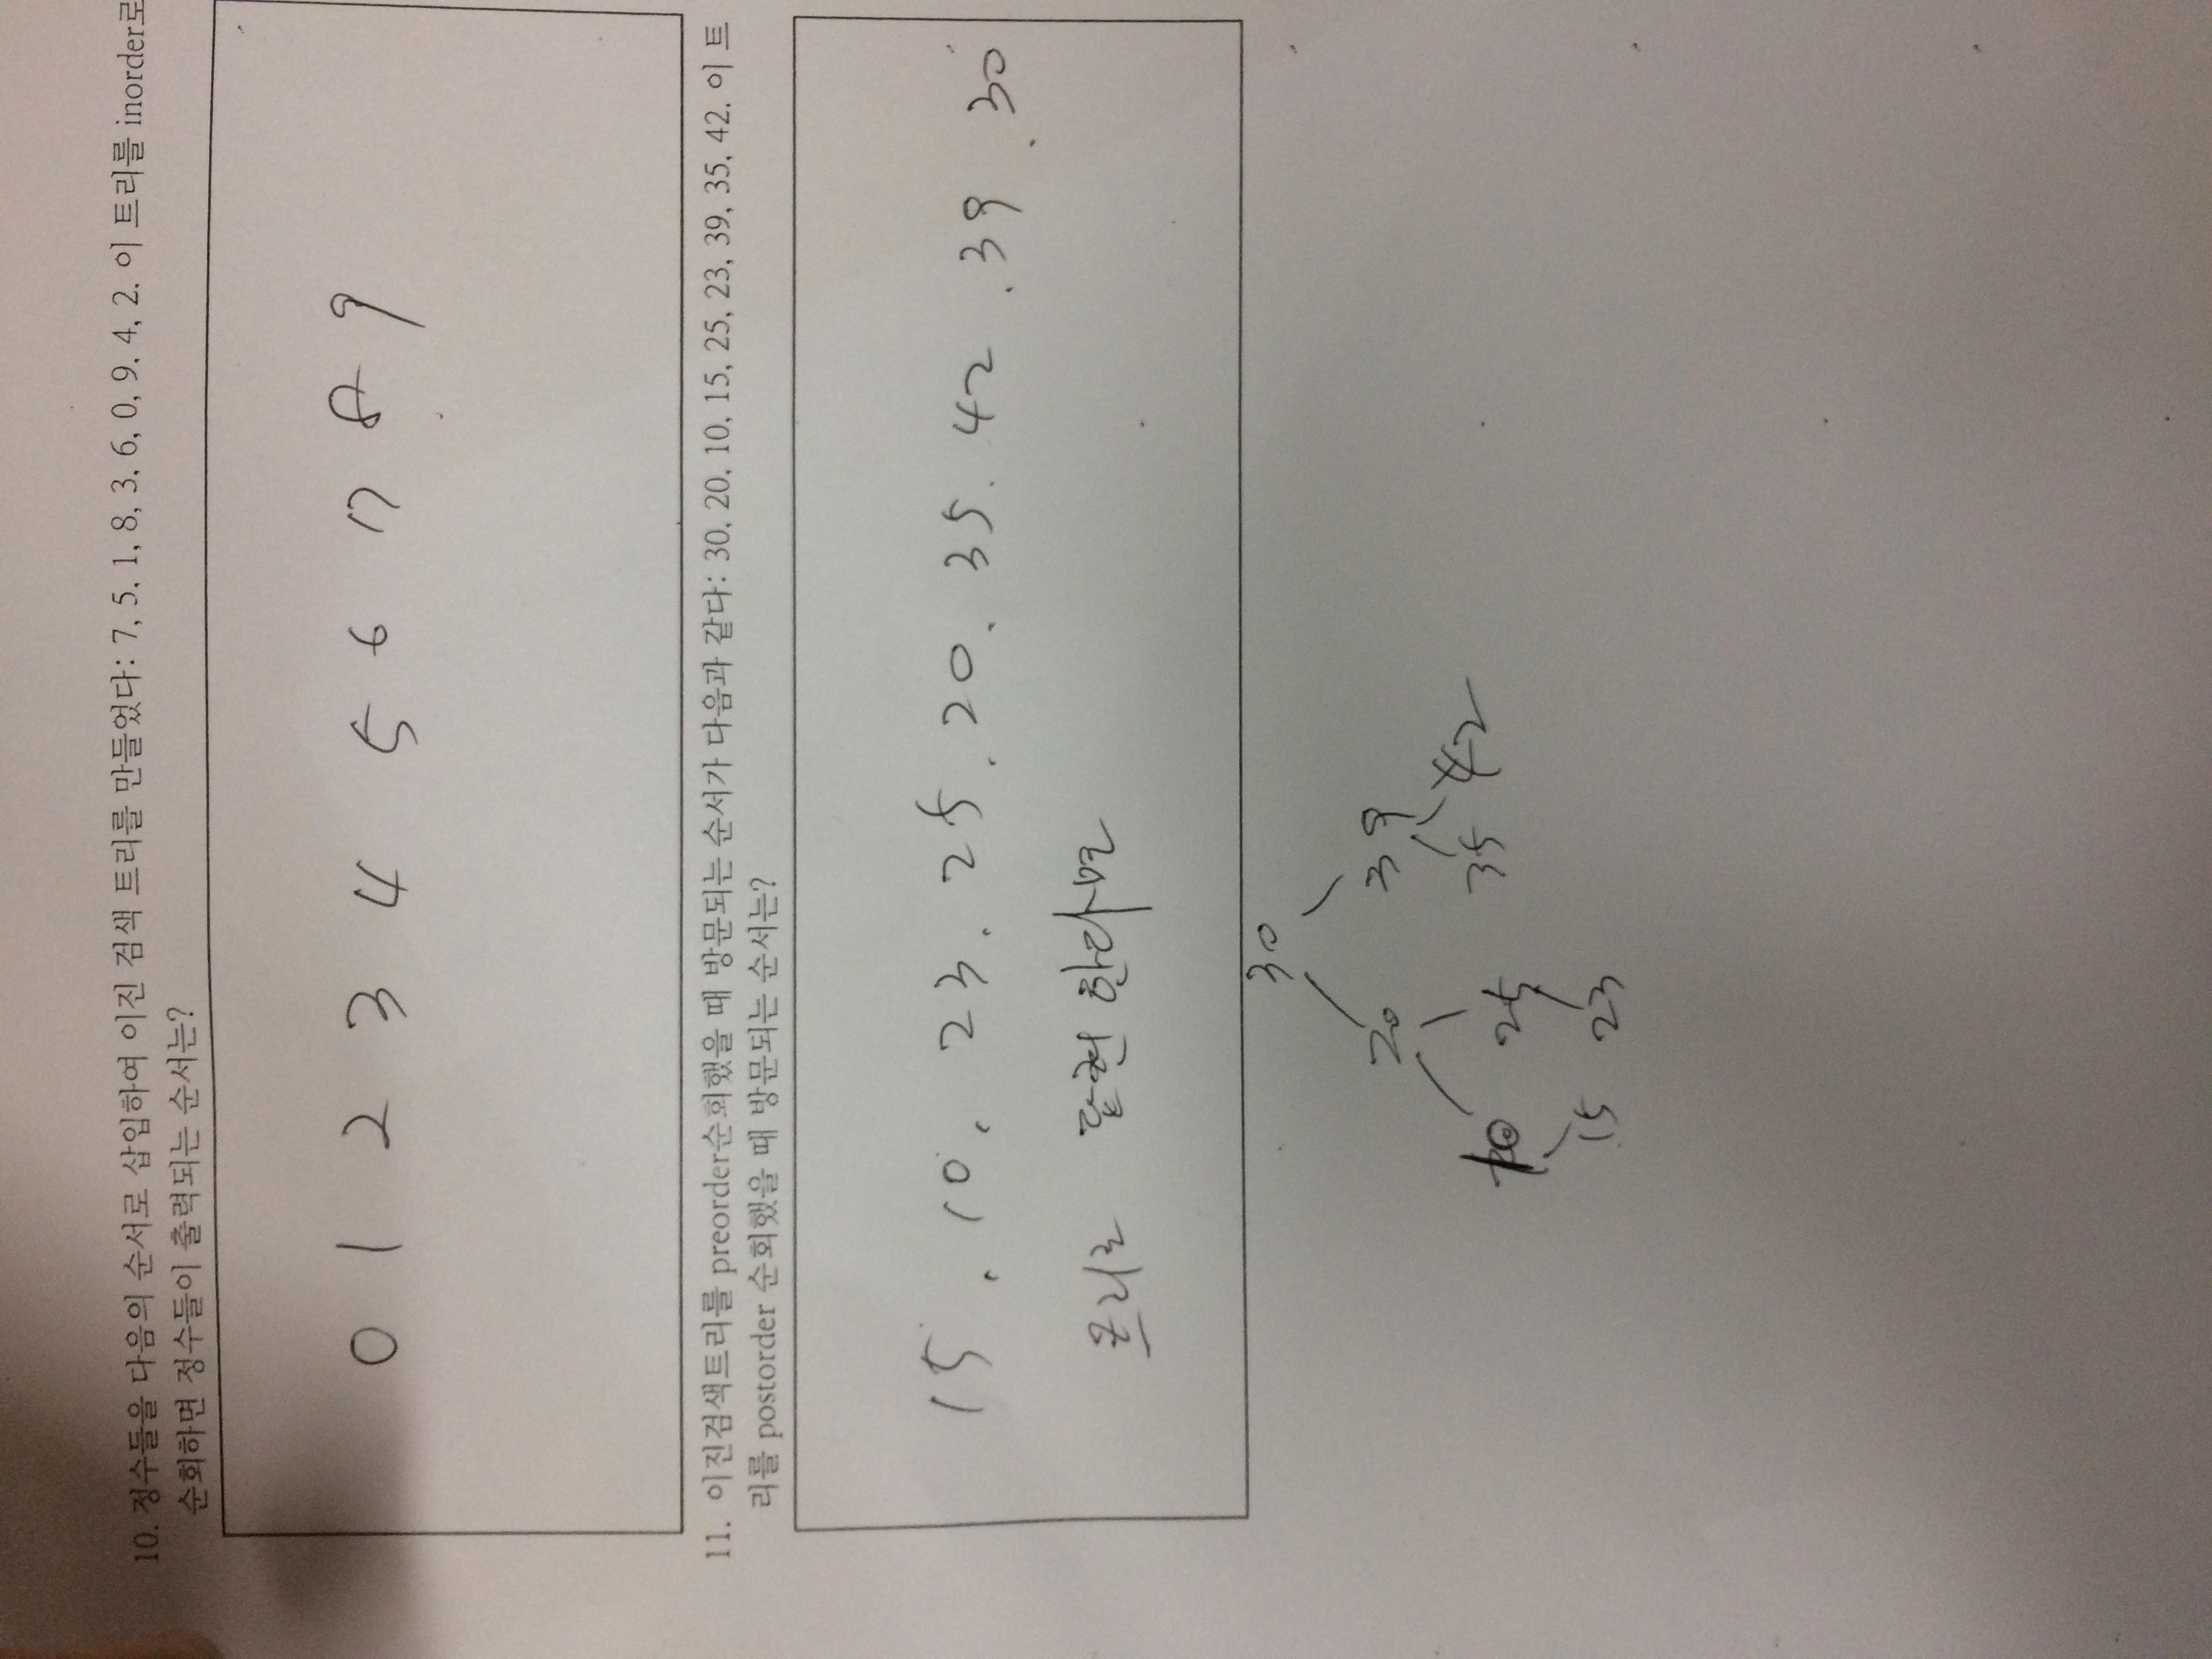 10. 정수들을 다음의 순서로 삽입하여 이진 검색 트리를 만들었다: 7, 5, 1, 8, 3, 6, 0, 9, 4, 2. 이 트리를 inorder로
순회하면 정수들이 출력되는 순서는?
0 1 2 3 4 5 6 7 8 9
11. 이진검색트리를 preorder순회했을 때 방문되는 순서가 다음과 같다: 30, 20, 10, 15, 25, 23, 39, 35, 42. 이 트
리를 postorder 순회했을 때 방문되는 순서는?
15, 10, 23, 25, 20, 35, 42, 39, 30
트리로 표현 한다면
30
20 39
10 25 35 42
15 23